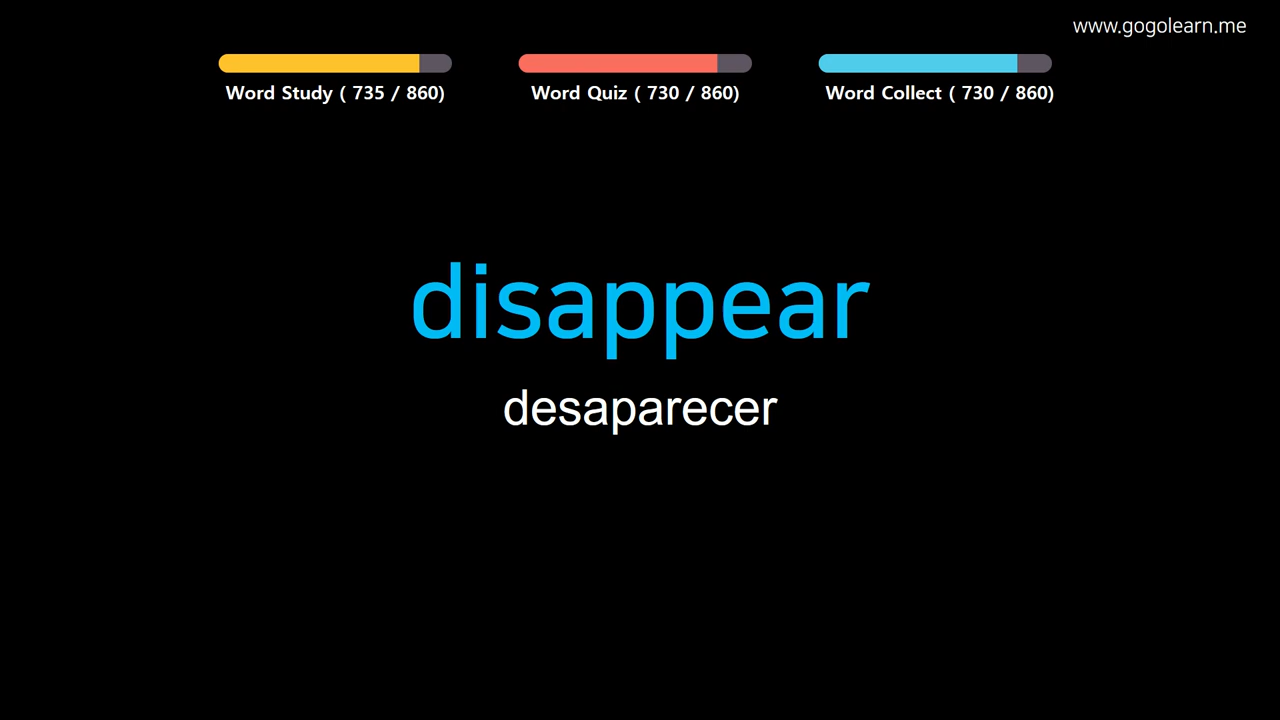 www.gogolearn.me
Word Study ( 735 / 860)
Word Quiz ( 730 / 860)
Word Collect ( 730 / 860)
disappear
desaparecer